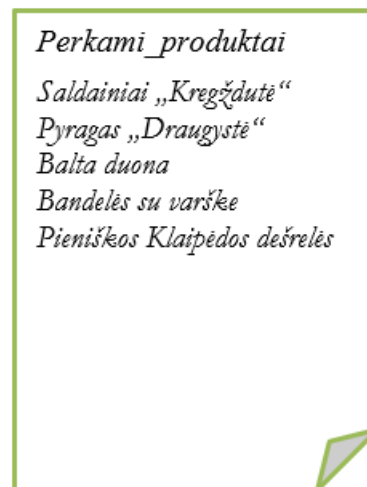 Perkami_produktai
Saldainiai „Kregždutė“
Pyragas „Draugystė“
Balta duona
Bandelės su varške
Pieniškos Klaipėdos dešrelės